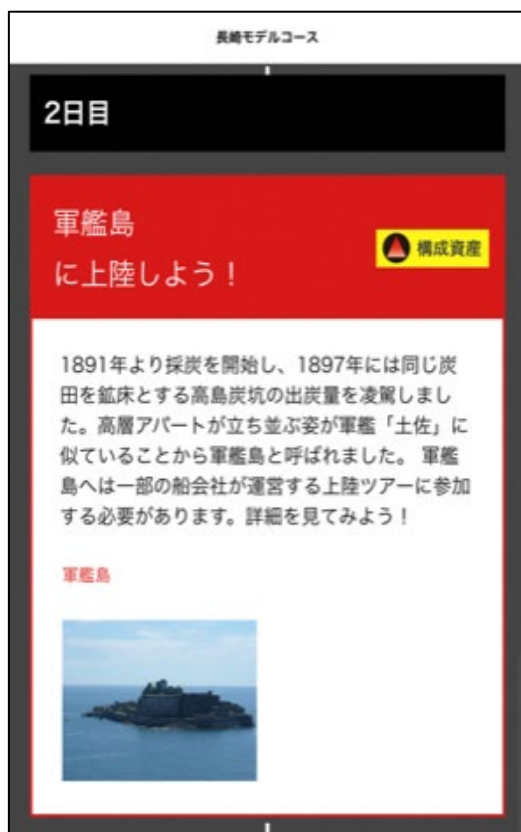 長崎モデルコース
2日目
軍艦島
に上陸しよう！
構成資産
1891年より採炭を開始し、1897年には同じ炭
田を鉱床とする高島炭坑の出炭量を凌駕しまし
た。高層アパートが立ち並ぶ姿が軍艦「土佐」に
似ていることから軍艦島と呼ばれました。 軍艦
島へは一部の船会社が運営する上陸ツアーに参加
する必要があります。詳細を見てみよう！
軍艦島